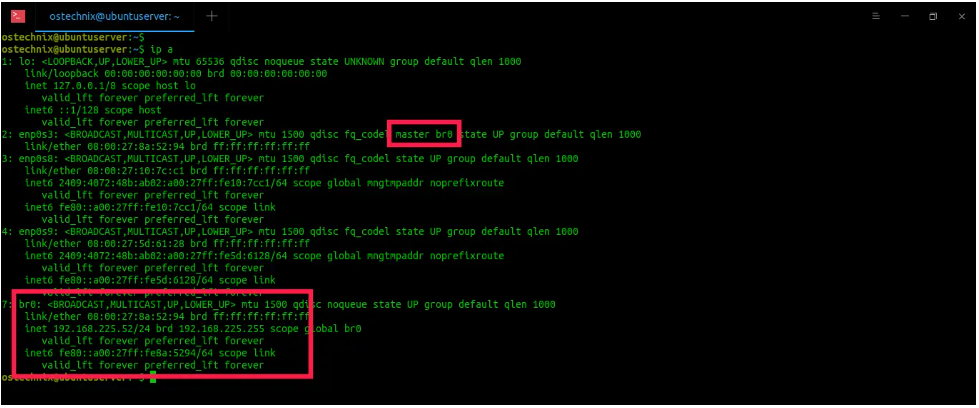 ostechnix@ubuntuserver: ~
ostechnix@ubuntuserver:~$
ostechnix@ubuntuserver:~$ ip a
1: lo: <LOOPBACK,UP,LOWER_UP> mtu 65536 qdisc noqueue state UNKNOWN group default qlen 1000
link/loopback 00:00:00:00:00:00 brd 00:00:00:00:00:00
inet 127.0.0.1/8 scope host lo
valid_lft forever preferred_lft forever
inet6 ::1/128 scope host
valid_lft forever preferred_lft forever
2: enp0s3: <BROADCAST,MULTICAST,UP,LOWER_UP> mtu 1500 qdisc fq_codel master br0 state UP group default qlen 1000
link/ether 08:00:27:8a:52:94 brd ff:ff:ff:ff:ff:ff
3: enp0s8: <BROADCAST,MULTICAST,UP,LOWER_UP> mtu 1500 qdisc fq_codel state UP group default qlen 1000
link/ether 08:00:27:10:7c:c1 brd ff:ff:ff:ff:ff:ff
inet6 2409:4072:48b:ab02:a00:27ff:fe10:7cc1/64 scope global mngtmpaddr noprefixroute
valid_lft forever preferred_lft forever
inet6 fe80::a00:27ff:fe10:7cc1/64 scope link
valid_lft forever preferred_lft forever
4: enp0s9: <BROADCAST,MULTICAST,UP,LOWER_UP> mtu 1500 qdisc fq_codel state UP group default qlen 1000
link/ether 08:00:27:5d:61:28 brd ff:ff:ff:ff:ff:ff
inet6 2409:4072:48b:ab02:a00:27ff:fe5d:6128/64 scope global mngtmpaddr noprefixroute
valid_lft forever preferred_lft forever
inet6 fe80::a00:27ff:fe5d:6128/64 scope link
valid_lft forever preferred_lft forever
7: br0: <BROADCAST,MULTICAST,UP,LOWER_UP> mtu 1500 qdisc noqueue state UP group default qlen 1000
link/ether 08:00:27:8a:52:94 brd ff:ff:ff:ff:ff:ff
inet 192.168.225.52/24 brd 192.168.225.255 scope global br0
valid_lft forever preferred_lft forever
inet6 fe80::a00:27ff:fe8a:5294/64 scope link
valid_lft forever preferred_lft forever
ostechnix@ubuntuserver:~$